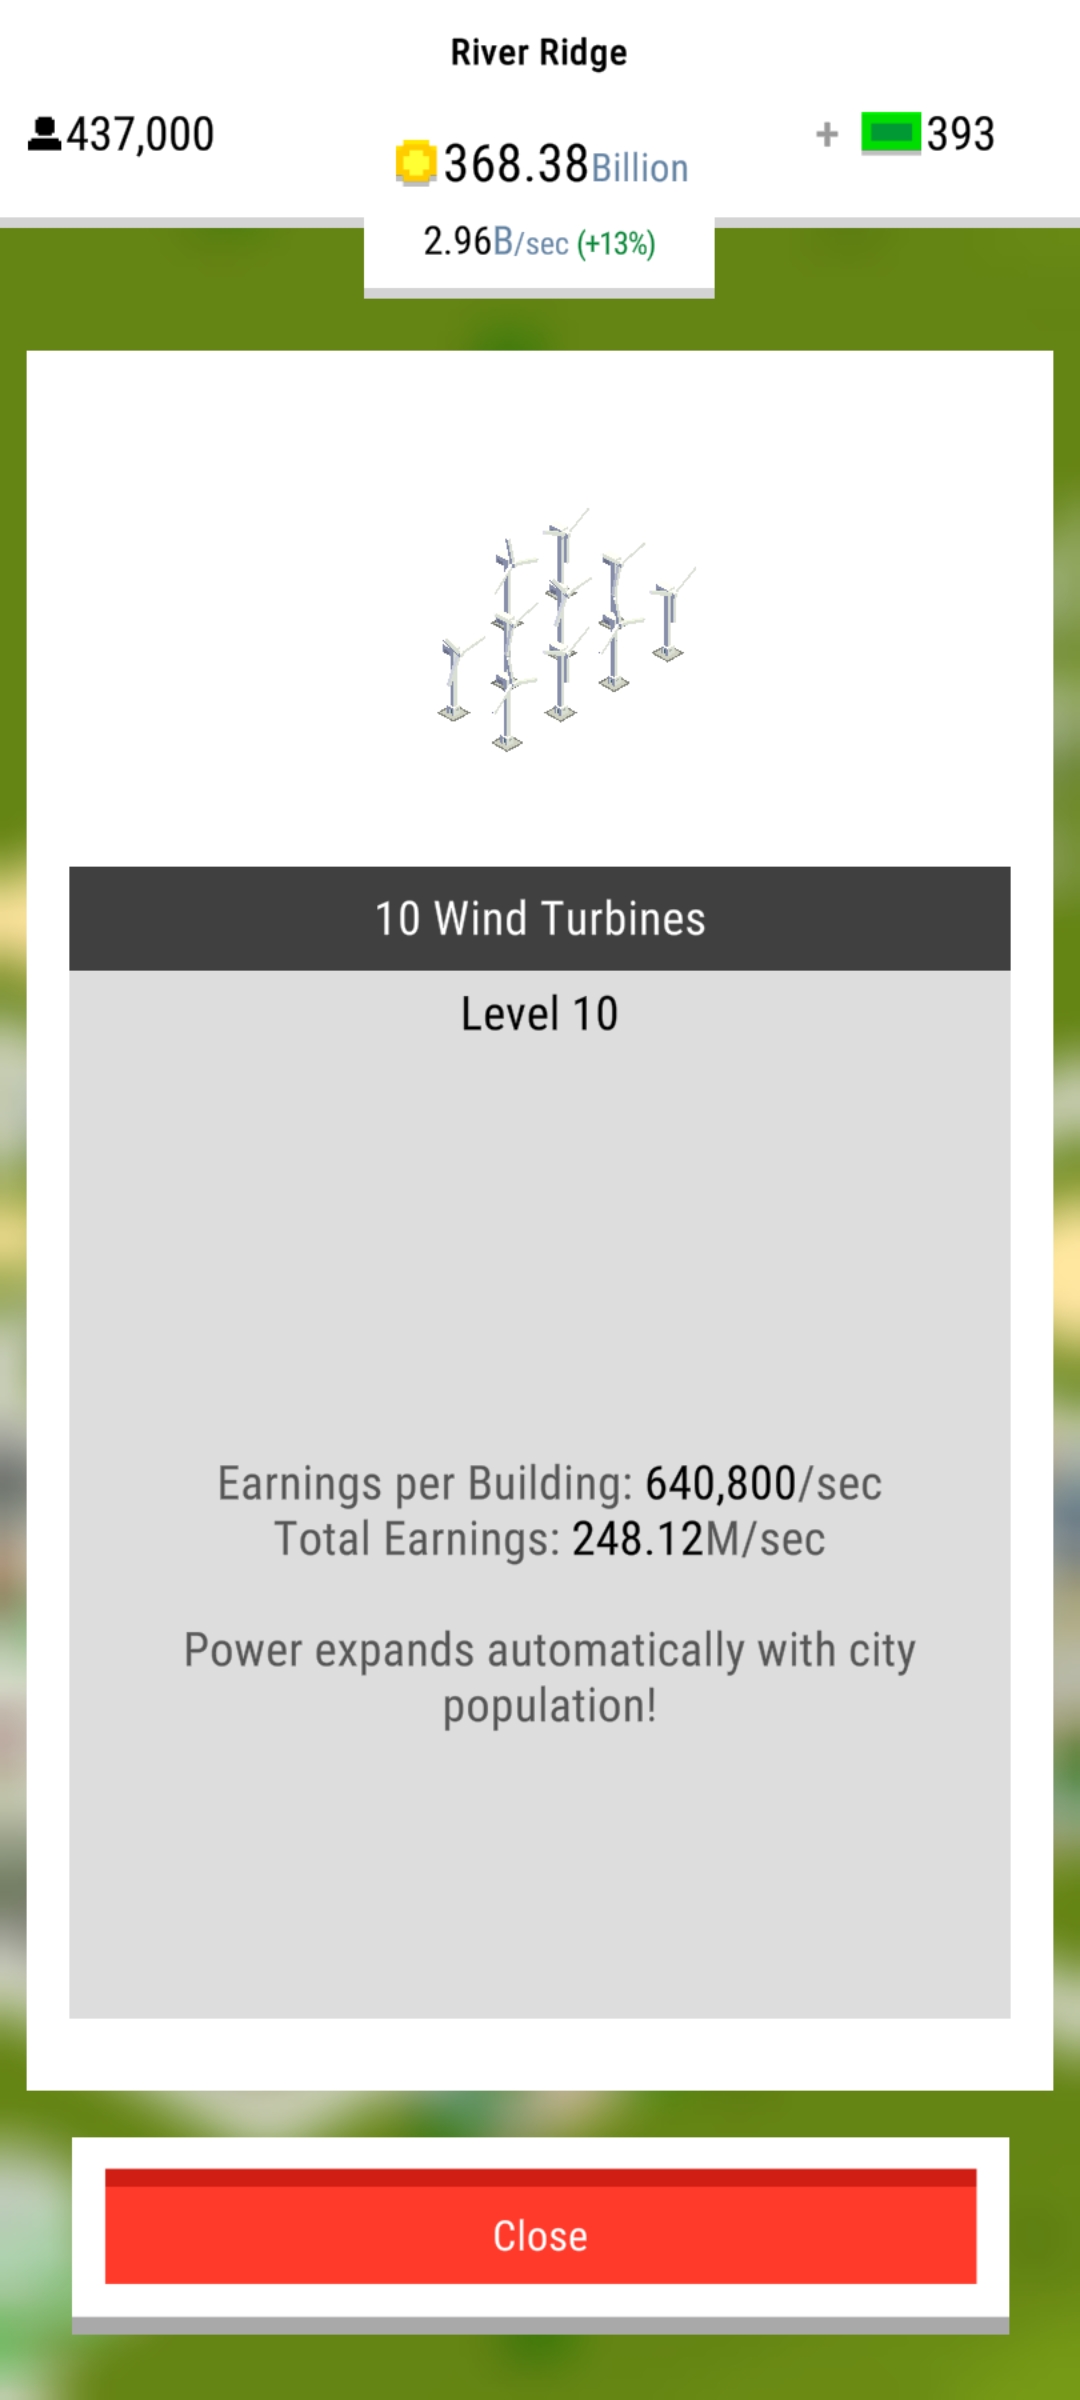 River Ridge
437,000
368.38Billion
+ 393
2.96B/sec (+13%)
10 Wind Turbines
Level 10
Earnings per Building: 640,800/sec
Total Earnings: 248.12M/sec
Power expands automatically with city
population!
Close